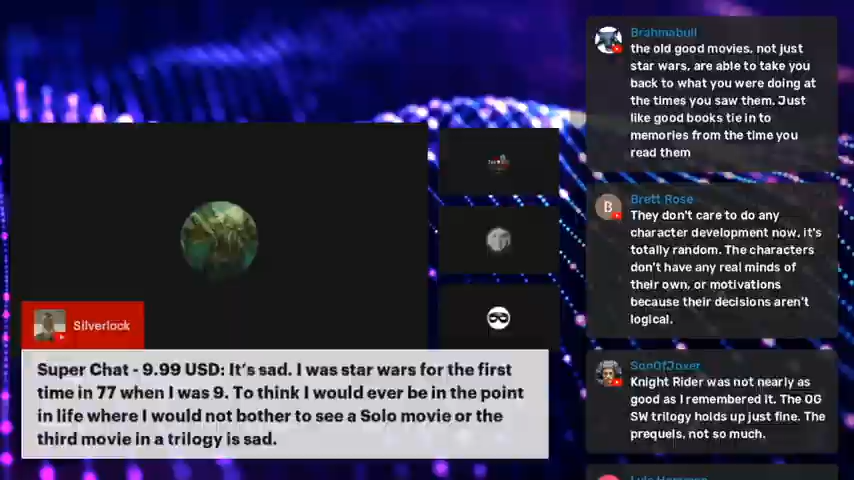 Brahmabull
the old good movies, not just
star wars, are able to take you
back to what you were doing at
the times you saw them. Just
like good books tie in to
memories from the time you
read them
B
Brett Rose
They don't care to do any
character development now, it's
totally random. The characters
don't have any real minds of
their own, or motivations
because their decisions aren't
logical.
SonOfJoxer
Knight Rider was not nearly as
good as I remembered it. The OG
SW trilogy holds up just fine. The
prequels, not so much.
Silverlock
Super Chat - 9.99 USD: It's sad. I was star wars for the first
time in 77 when I was 9. To think I would ever be in the point
in life where I would not bother to see a Solo movie or the
third movie in a trilogy is sad.